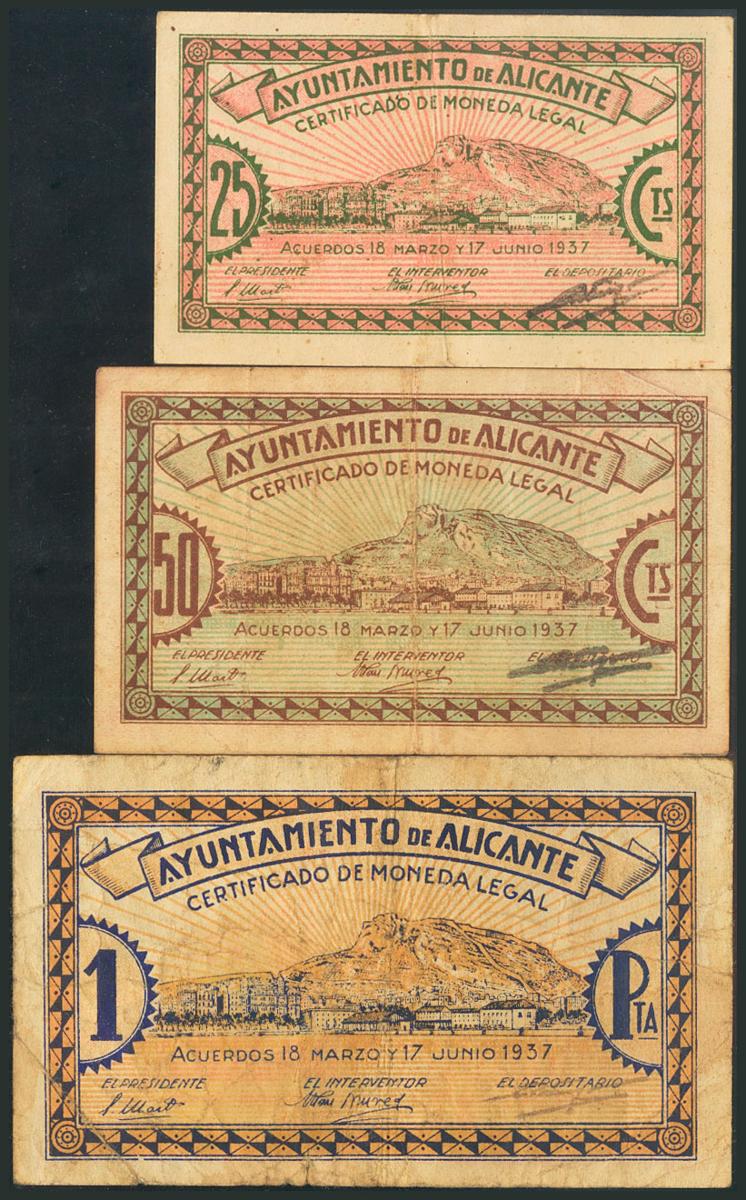 AYUNTAMIENTO DE ALICANTE
CERTIFICADO DE MONEDA LEGAL
25 CTS
ACUERDOS 18 MARZO Y 17 JUNIO 1937
EL PRESIDENTE EL INTERVENTOR EL DEPOSITARIO
AYUNTAMIENTO DE ALICANTE
CERTIFICADO DE MONEDA LEGAL
50 CTS
ACUERDOS 18 MARZO Y 17 JUNIO 1937
EL PRESIDENTE EL INTERVENTOR EL DEPOSITARIO
AYUNTAMIENTO DE ALICANTE
CERTIFICADO DE MONEDA LEGAL
1 PTA
ACUERDOS 18 MARZO Y 17 JUNIO 1937
EL PRESIDENTE EL INTERVENTOR EL DEPOSITARIO